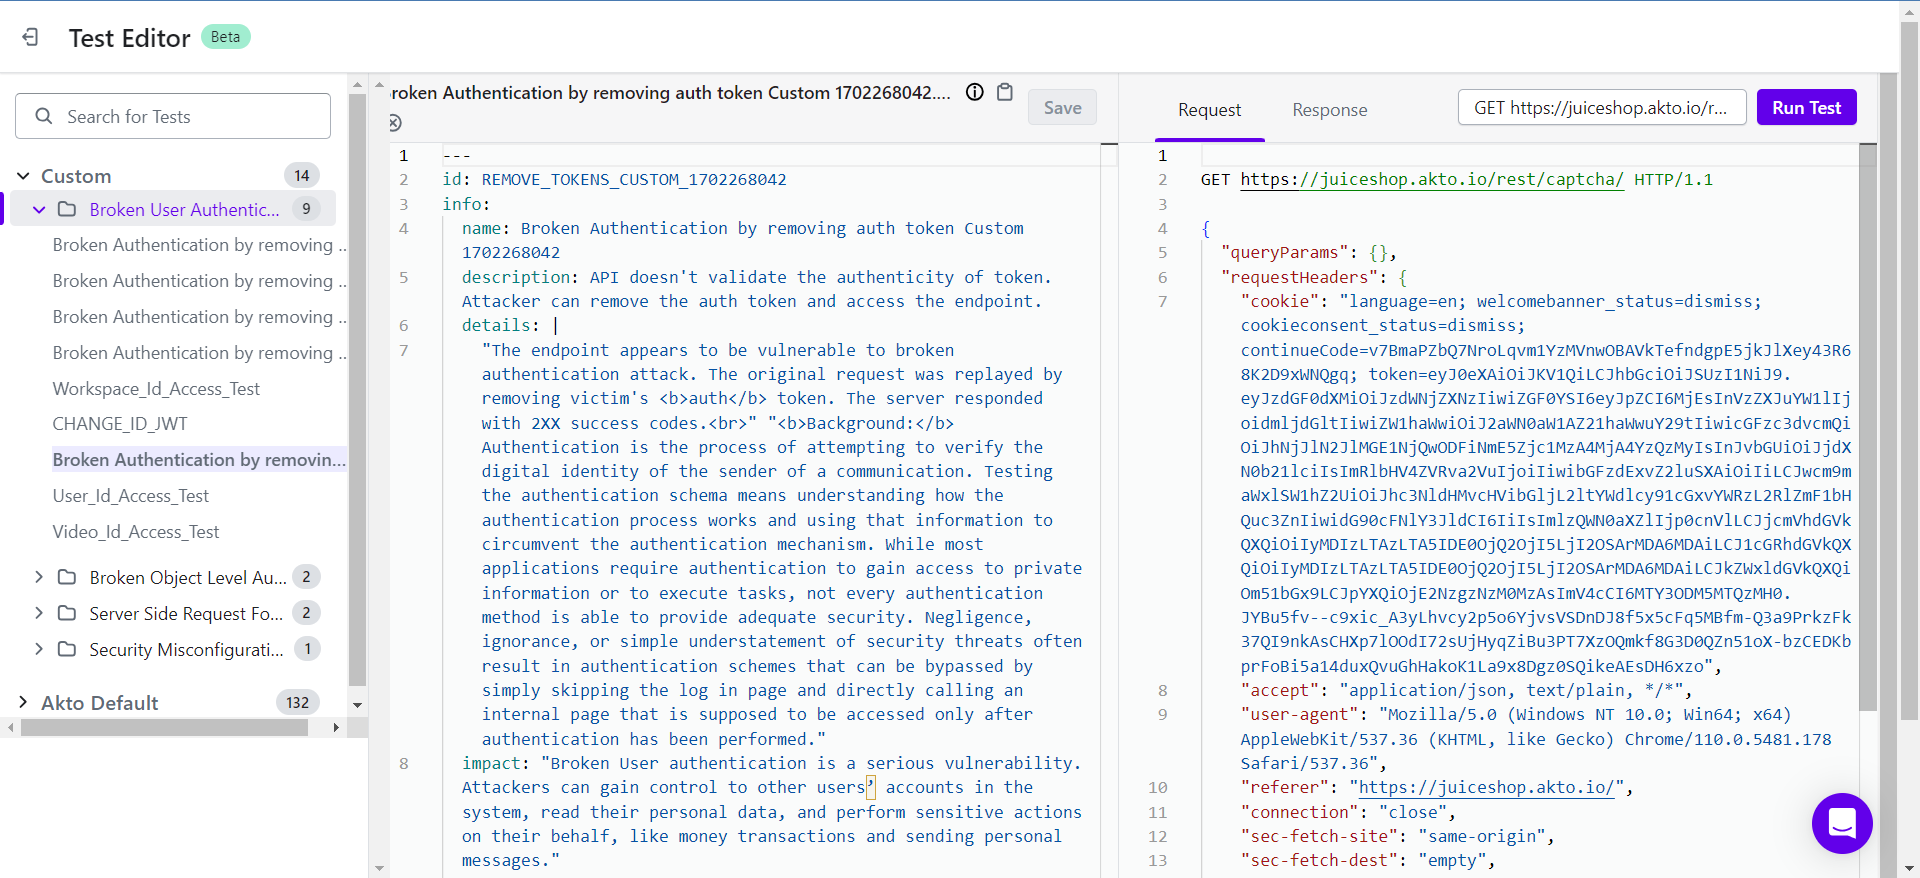 Test Editor Beta
Search for Tests
Custom 14
Broken User Authentic... 9
Broken Authentication by removing ..
Broken Authentication by removing ..
Broken Authentication by removing ..
Broken Authentication by removing ..
Workspace_Id_Access_Test
CHANGE_ID_JWT
Broken Authentication by removin...
User_Id_Access_Test
Video_Id_Access_Test
Broken Object Level Au... 2
Server Side Request Fo... 2
Security Misconfigurati... 1
Akto Default 132
roken Authentication by removing auth token Custom 1702268042....
Save
1 ---
2 id: REMOVE_TOKENS_CUSTOM_1702268042
3 info:
4 name: Broken Authentication by removing auth token Custom
1702268042
5 description: API doesn't validate the authenticity of token.
Attacker can remove the auth token and access the endpoint.
6 details: |
7 "The endpoint appears to be vulnerable to broken
authentication attack. The original request was replayed by
removing victim's <b>auth</b> token. The server responded
with 2XX success codes.<br>" "<b>Background:</b>
Authentication is the process of attempting to verify the
digital identity of the sender of a communication. Testing
the authentication schema means understanding how the
authentication process works and using that information to
circumvent the authentication mechanism. While most
applications require authentication to gain access to private
information or to execute tasks, not every authentication
method is able to provide adequate security. Negligence,
ignorance, or simple understatement of security threats often
result in authentication schemes that can be bypassed by
simply skipping the log in page and directly calling an
internal page that is supposed to be accessed only after
authentication has been performed."
8 impact: "Broken User authentication is a serious vulnerability.
Attackers can gain control to other users’ accounts in the
system, read their personal data, and perform sensitive actions
on their behalf, like money transactions and sending personal
messages."
Request Response GET https://juiceshop.akto.io/r... Run Test
1
2 GET https://juiceshop.akto.io/rest/captcha/ HTTP/1.1
3
4 {
5 "queryParams": {},
6 "requestHeaders": {
7 "cookie": "language=en; welcomebanner_status=dismiss;
cookieconsent_status=dismiss;
continueCode=v7BmaPZbQ7NroLqvm1YzMVnwOBAVkTefndgpE5jkJlXey43R6
8K2D9xWNQgq; token=eyJ0eXAiOiJKV1QiLCJhbGciOiJSUzI1NiJ9.
eyJzdGF0dXMiOiJzdWNjZXNzIiwiZGF0YSI6eyJpZCI6MjEsInVzZXJuYW1lIj
oidmljdGltIiwiZW1haWwiOiJ2aWN0aW1AZ21haWwuY29tIiwicGFzc3dvcmQi
OiJhNjJlN2JlMGE1NjQwODFiNmE5Zjc1MzA4MjA4YzQzMyIsInJvbGUiOiJjdX
N0b21lciIsImRlbHV4ZVRva2VuIjoiIiwibGFzdExvZ2luSXAiOiIiLCJwcm9m
aWxlSW1hZ2UiOiJhc3NldHMvcHVibGljL2ltYWdlcy91cGxvYWRzL2RlZmF1bH
Quc3ZnIiwidG90cFNlY3JldCI6IiIsImlzQWN0aXZlIjp0cnVlLCJjcmVhdGVk
QXQiOiIyMDIzLTAzLTA5IDE0OjQ2OjI5LjI2OSArMDA6MDAiLCJ1cGRhdGVkQX
QiOiIyMDIzLTAzLTA5IDE0OjQ2OjI5LjI2OSArMDA6MDAiLCJkZWxldGVkQXQi
Om51bGx9LCJpYXQiOjE2NzgzNzM0MzAsImV4cCI6MTY3ODM5MTQzMH0.
JYBu5fv--c9xic_A3yLhvcy2p5o6YjvsVSDnDJ8f5x5cFq5MBfm-Q3a9PrkzFk
37QI9nkAsCHXp7lOOdI72sUjHyqZiBu3PT7XzOQmkf8G3D0QZn51oX-bzCEDKb
prFoBi5a14duxQvuGhHakoK1La9x8Dgz0SQikeAEsDH6xzo",
8 "accept": "application/json, text/plain, */*",
9 "user-agent": "Mozilla/5.0 (Windows NT 10.0; Win64; x64)
AppleWebKit/537.36 (KHTML, like Gecko) Chrome/110.0.5481.178
Safari/537.36",
10 "referer": "https://juiceshop.akto.io/",
11 "connection": "close",
12 "sec-fetch-site": "same-origin",
13 "sec-fetch-dest": "empty",